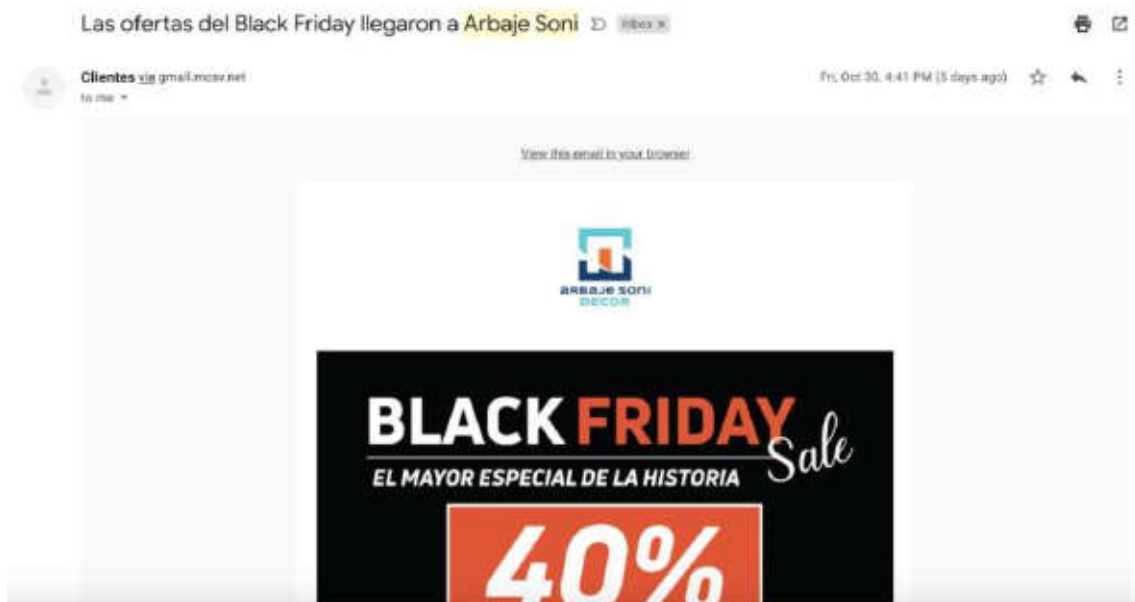 Las ofertas del Black Friday llegaron a Arbaje Soni
Inbox ×
Clientes via gmail.mcsv.net
Fri, Oct 30, 4:41 PM (5 days ago)
to me
View this email in your browser
ARBAJE SONI
DECOR
BLACK FRIDAY
Sale
EL MAYOR ESPECIAL DE LA HISTORIA
40%